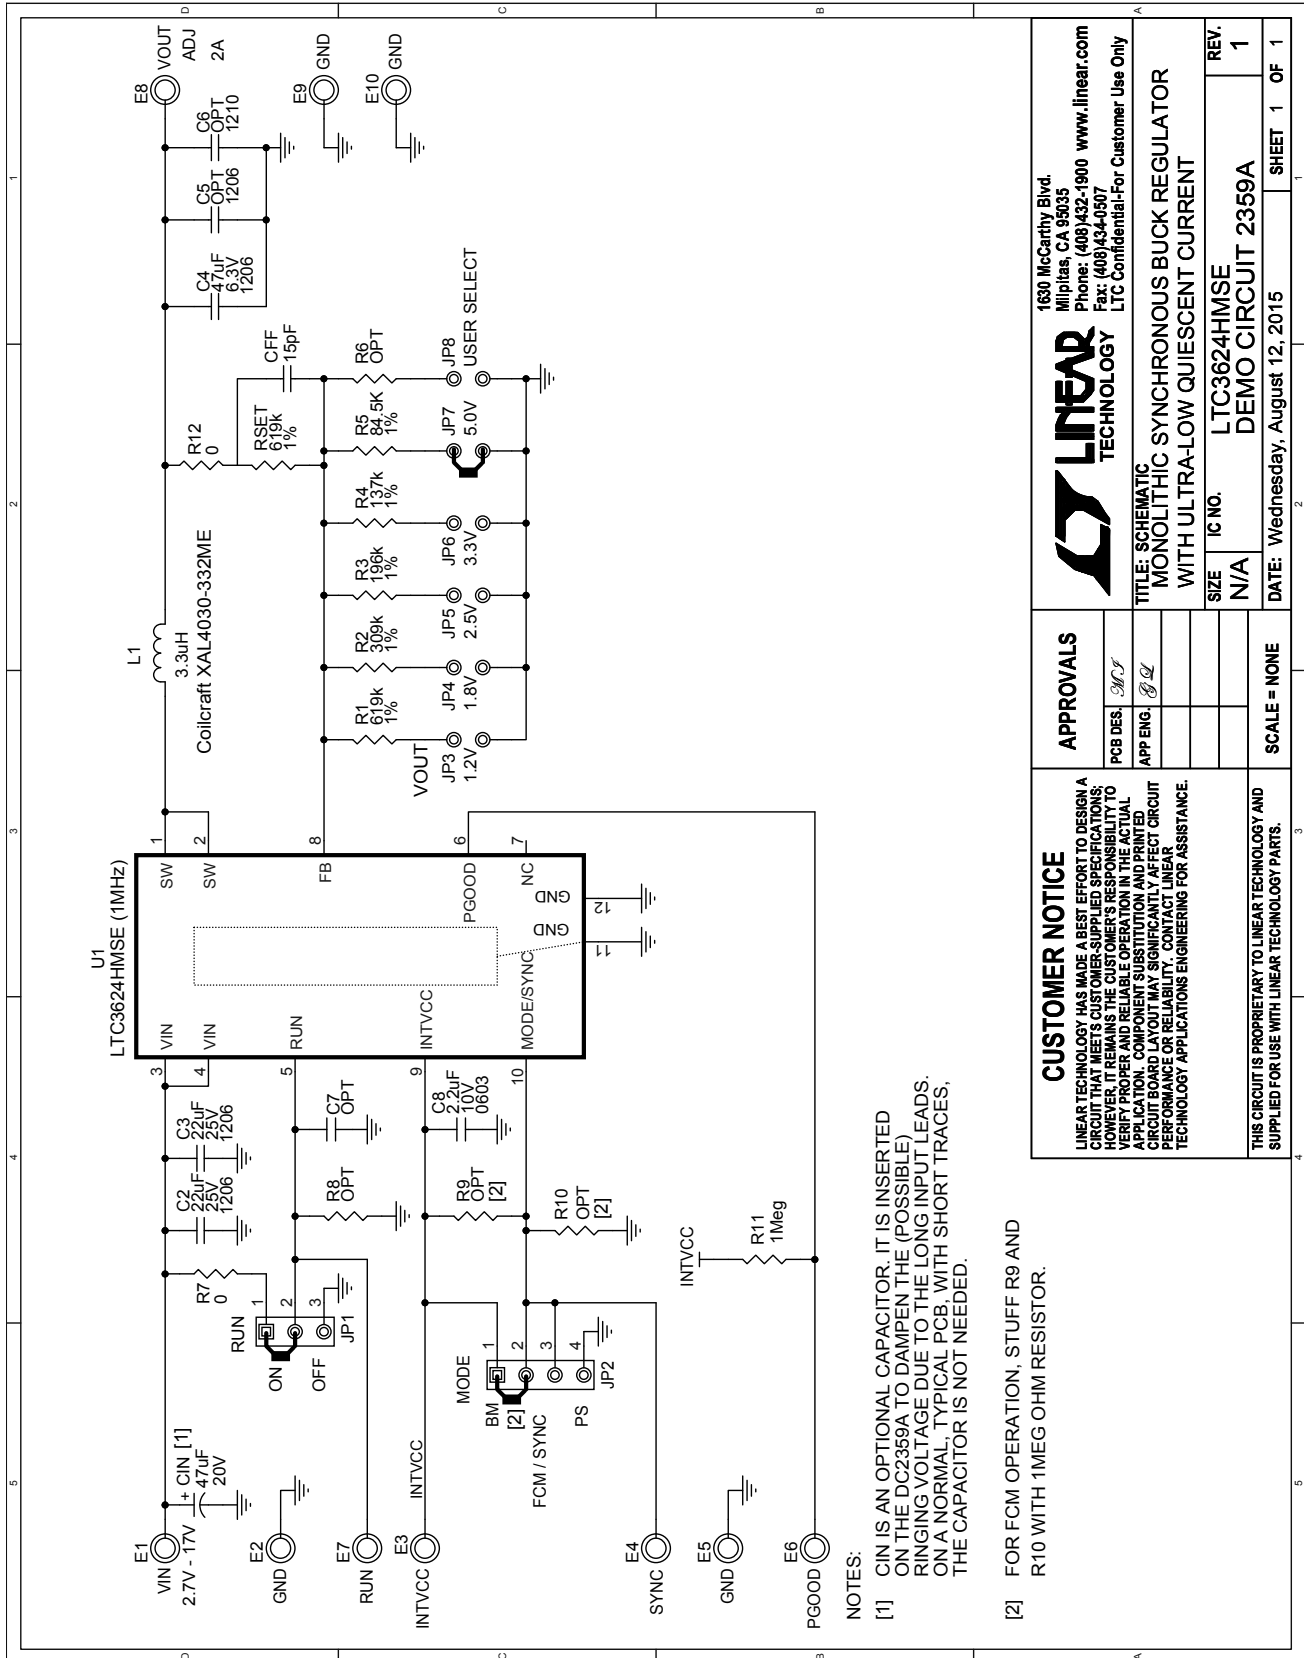 E1
VIN
2.7V - 17V
+ CIN [1]
47uF
20V
E2
GND
E7
RUN
E3
INTVCC
INTVCC
E4
SYNC
E5
GND
E6
PGOOD
RUN
ON
OFF
1
2
3
JP1
R7
0
C2
22uF
25V
1206
C3
22uF
25V
1206
R8
OPT
C7
OPT
MODE
BM
[2]
FCM / SYNC
PS
1
2
3
4
JP2
R9
OPT
[2]
C8
2.2uF
10V
0603
R10
OPT
[2]
INTVCC
R11
1Meg
U1
LTC3624HMSE (1MHz)
3
VIN
4
VIN
5
RUN
9
INTVCC
10
MODE/SYNC
SW
1
SW
2
FB
8
PGOOD
6
NC
7
GND
11
GND
12
L1
3.3uH
Coilcraft XAL4030-332ME
R12
0
RSET
619k
1%
CFF
15pF
R1
619k
1%
R2
309k
1%
R3
196k
1%
R4
137k
1%
R5
84.5K
1%
R6
OPT
VOUT
JP3
1.2V
JP4
1.8V
JP5
2.5V
JP6
3.3V
JP7
5.0V
JP8
USER SELECT
C4
47uF
6.3V
1206
C5
OPT
1206
C6
OPT
1210
E8
VOUT
ADJ
2A
E9
GND
E10
GND
NOTES:
[1] CIN IS AN OPTIONAL CAPACITOR. IT IS INSERTED
ON THE DC2359A TO DAMPEN THE (POSSIBLE)
RINGING VOLTAGE DUE TO THE LONG INPUT LEADS.
ON A NORMAL, TYPICAL PCB, WITH SHORT TRACES,
THE CAPACITOR IS NOT NEEDED.
[2] FOR FCM OPERATION, STUFF R9 AND
R10 WITH 1MEG OHM RESISTOR.
CUSTOMER NOTICE
LINEAR TECHNOLOGY HAS MADE A BEST EFFORT TO DESIGN A
CIRCUIT THAT MEETS CUSTOMER-SUPPLIED SPECIFICATIONS;
HOWEVER, IT REMAINS THE CUSTOMER'S RESPONSIBILITY TO
VERIFY PROPER AND RELIABLE OPERATION IN THE ACTUAL
APPLICATION. COMPONENT SUBSTITUTION AND PRINTED
CIRCUIT BOARD LAYOUT MAY SIGNIFICANTLY AFFECT CIRCUIT
PERFORMANCE OR RELIABILITY. CONTACT LINEAR
TECHNOLOGY APPLICATIONS ENGINEERING FOR ASSISTANCE.
THIS CIRCUIT IS PROPRIETARY TO LINEAR TECHNOLOGY AND
SUPPLIED FOR USE WITH LINEAR TECHNOLOGY PARTS.
APPROVALS
PCB DES.
APP ENG.
SCALE = NONE
LINEAR
TECHNOLOGY
1630 McCarthy Blvd.
Milpitas, CA 95035
Phone: (408)432-1900 www.linear.com
Fax: (408)434-0507
LTC Confidential-For Customer Use Only
TITLE: SCHEMATIC
MONOLITHIC SYNCHRONOUS BUCK REGULATOR
WITH ULTRA-LOW QUIESCENT CURRENT
SIZE
N/A
IC NO.
LTC3624HMSE
DEMO CIRCUIT 2359A
REV.
1
DATE: Wednesday, August 12, 2015
SHEET 1 OF 1
5
4
3
2
1
5
4
3
2
1
D
C
B
A
D
C
B
A